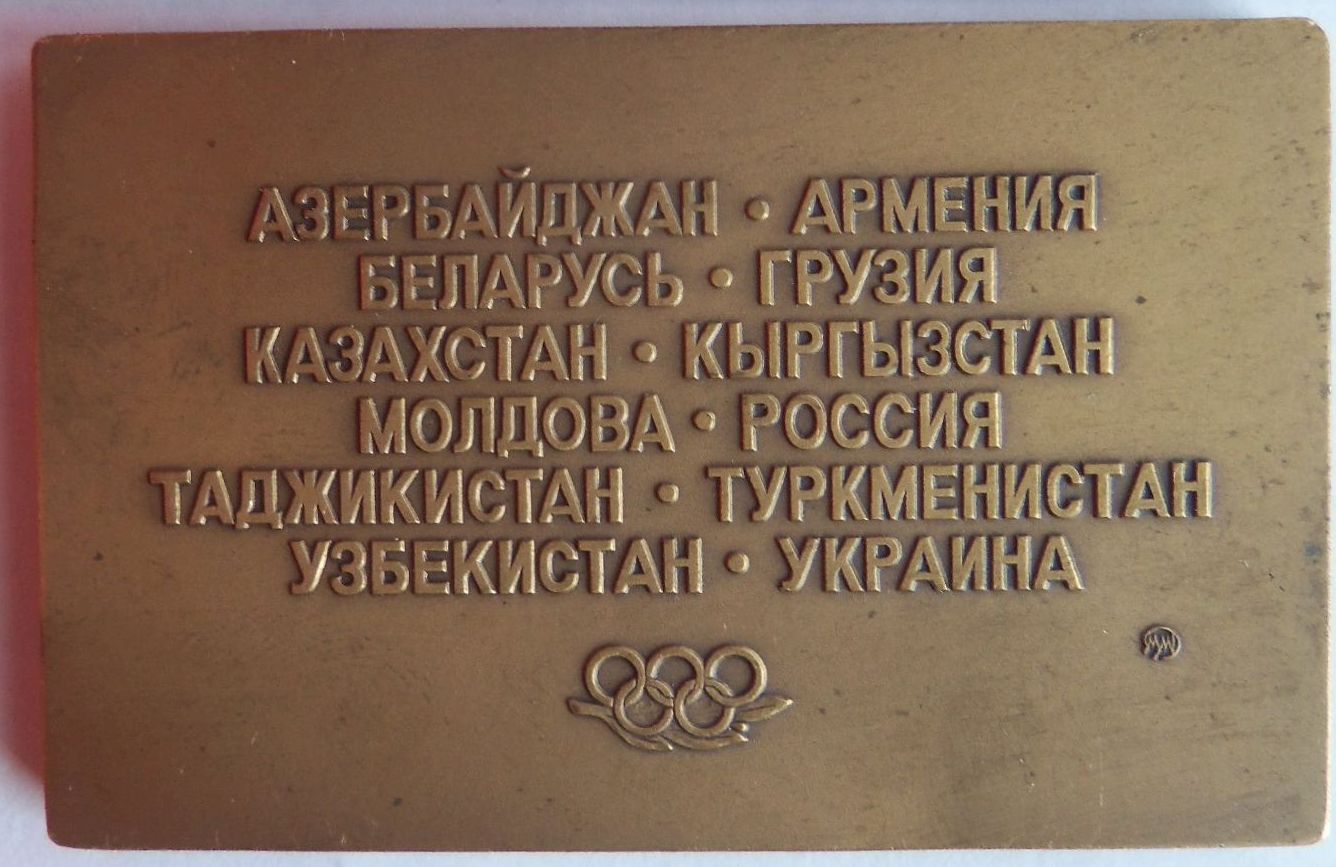 АЗЕРБАЙДЖАН • АРМЕНИЯ
БЕЛАРУСЬ • ГРУЗИЯ
КАЗАХСТАН • КЫРГЫЗСТАН
МОЛДОВА • РОССИЯ
ТАДЖИКИСТАН • ТУРКМЕНИСТАН
УЗБЕКИСТАН • УКРАИНА